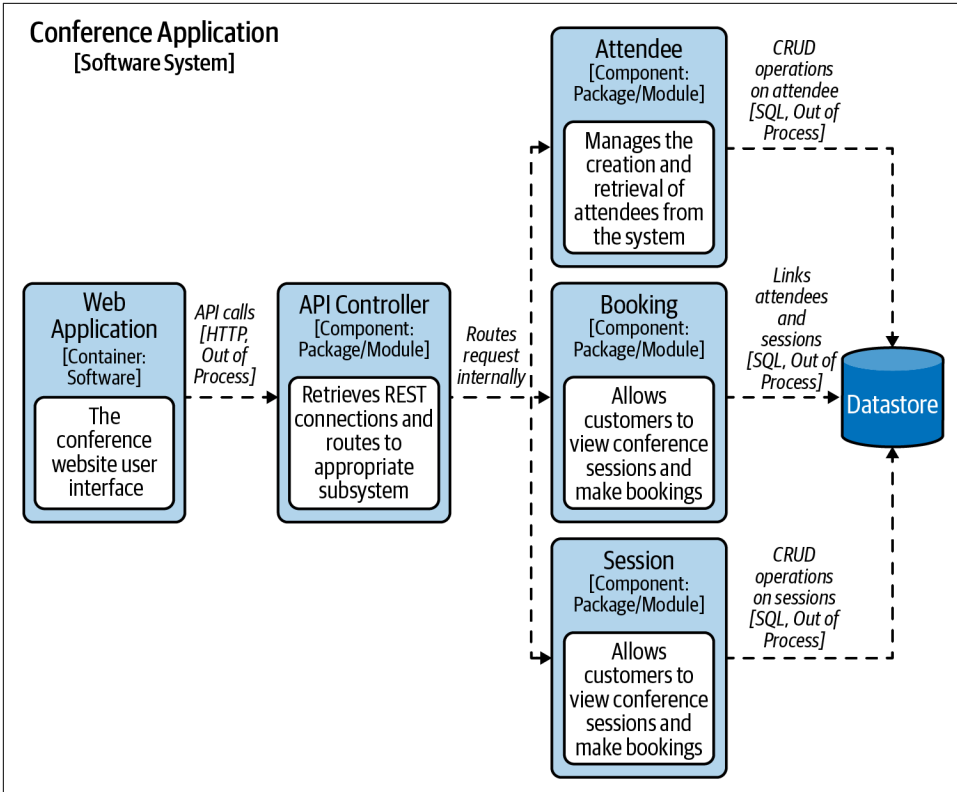 Conference Application
[Software System]
Web
Application
[Container:
Software]
The
conference
website user
interface
API calls
[HTTP,
Out of
Process]
API Controller
[Component:
Package/Module]
Retrieves REST
connections and
routes to
appropriate
subsystem
Routes
request
internally
Attendee
[Component:
Package/Module]
Manages the
creation and
retrieval of
attendees from
the system
CRUD
operations
on attendee
[SQL, Out of
Process]
Booking
[Component:
Package/Module]
Allows
customers to
view conference
sessions and
make bookings
Links
attendees
and
sessions
[SQL, Out of
Process]
Session
[Component:
Package/Module]
Allows
customers to
view conference
sessions and
make bookings
CRUD
operations
on sessions
[SQL, Out of
Process]
Datastore